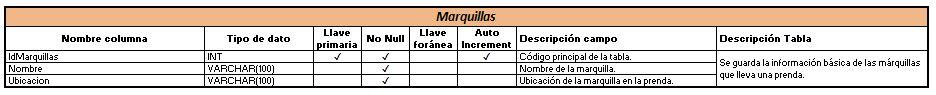 Marquillas
Nombre columna Tipo de dato Llave primaria No Null Llave foránea Auto Increment Descripción campo Descripción Tabla
IdMarquillas INT ✓ ✓ ✓ Código principal de la tabla. Se guarda la información básica de las márquillas que lleva una prenda.
Nombre VARCHAR(100) ✓ Nombre de la marquilla.
Ubicacion VARCHAR(100) ✓ Ubicación de la marquilla en la prenda.